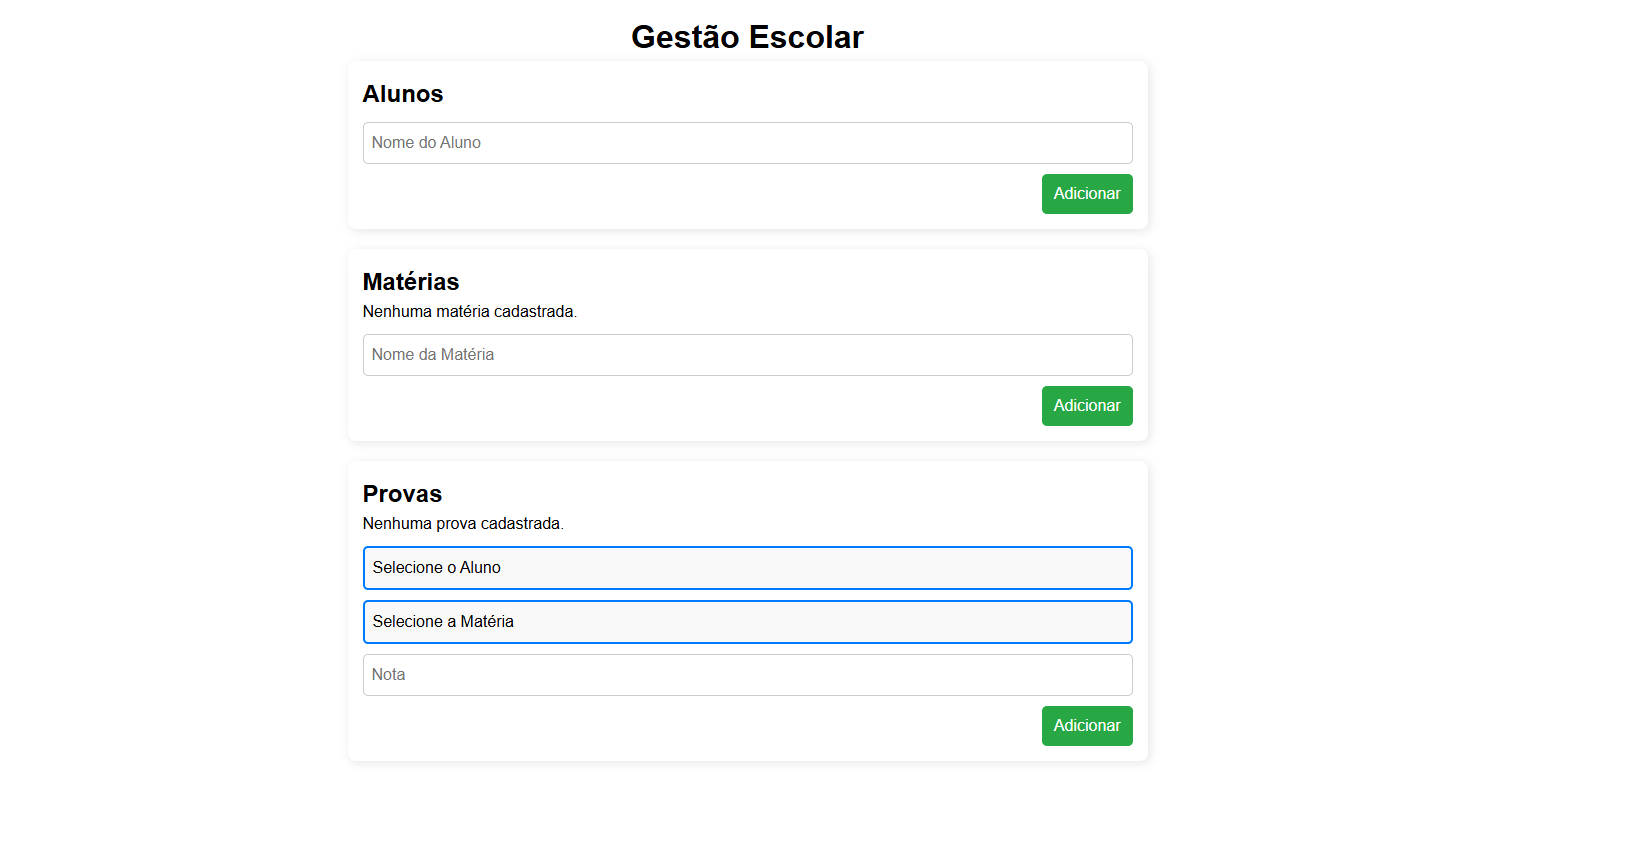 Gestão Escolar
Alunos
Nome do Aluno
Adicionar
Matérias
Nenhuma matéria cadastrada.
Nome da Matéria
Adicionar
Provas
Nenhuma prova cadastrada.
Selecione o Aluno
Selecione a Matéria
Nota
Adicionar